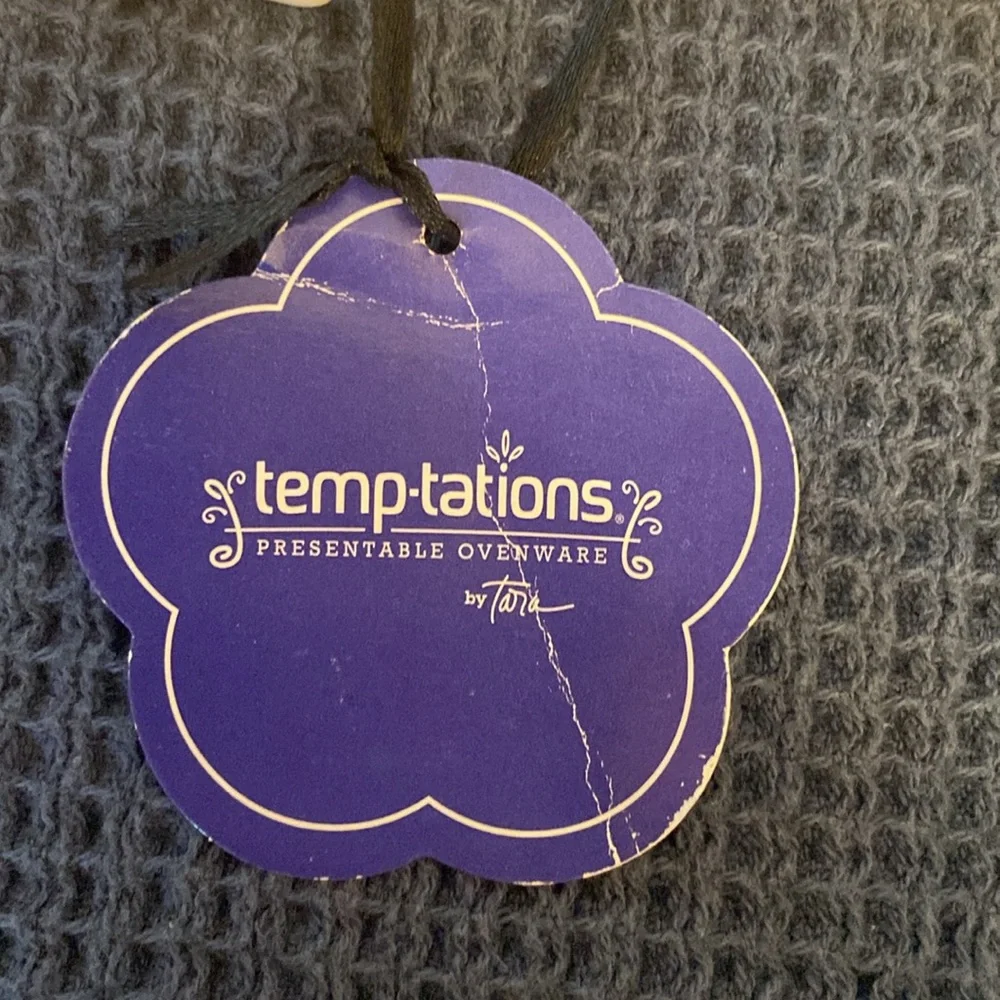 temp-tations®
PRESENTABLE OVENWARE
by Tara